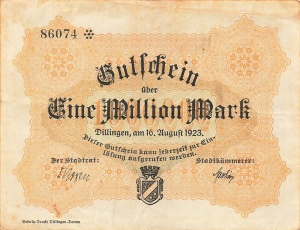 86074
Gutschein
über
Eine Million Mark
Dillingen, am 16. August 1923.
Dieser Gutschein kann jederzeit zur Ein-
lösung aufgerufen werden.
Der Stadtrat:
Stadtkämmerer: